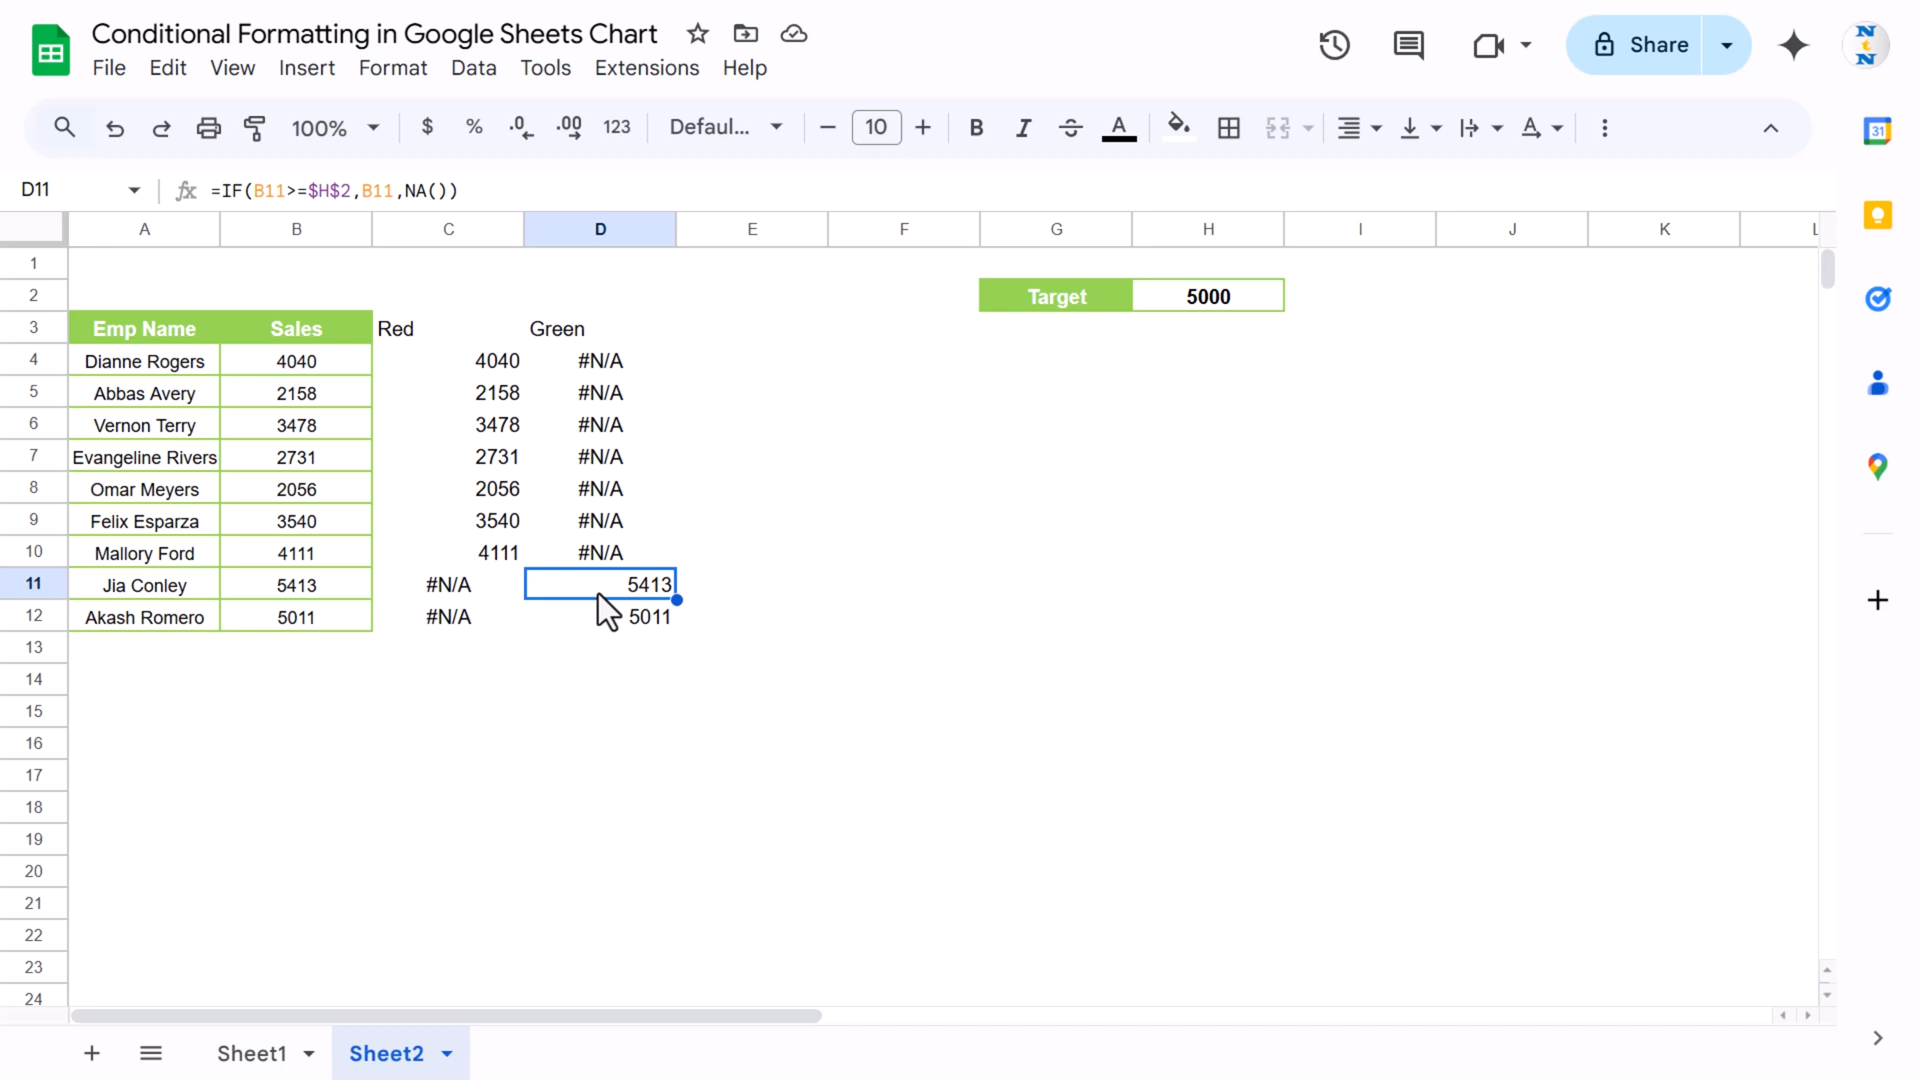 Conditional Formatting in Google Sheets Chart
File Edit View Insert Format Data Tools Extensions Help
Share
N t N
100% $ % .0 .00 123 Defaul... 10 B I A A
31
D11 fx =IF(B11>=$H$2,B11,NA())
A B C D E F G H I J K L
1
2 Target 5000
3 Emp Name Sales Red Green
4 Dianne Rogers 4040 4040 #N/A
5 Abbas Avery 2158 2158 #N/A
6 Vernon Terry 3478 3478 #N/A
7 Evangeline Rivers 2731 2731 #N/A
8 Omar Meyers 2056 2056 #N/A
9 Felix Esparza 3540 3540 #N/A
10 Mallory Ford 4111 4111 #N/A
11 Jia Conley 5413 #N/A 5413
12 Akash Romero 5011 #N/A 5011
13
14
15
16
17
18
19
20
21
22
23
24
Sheet1 Sheet2